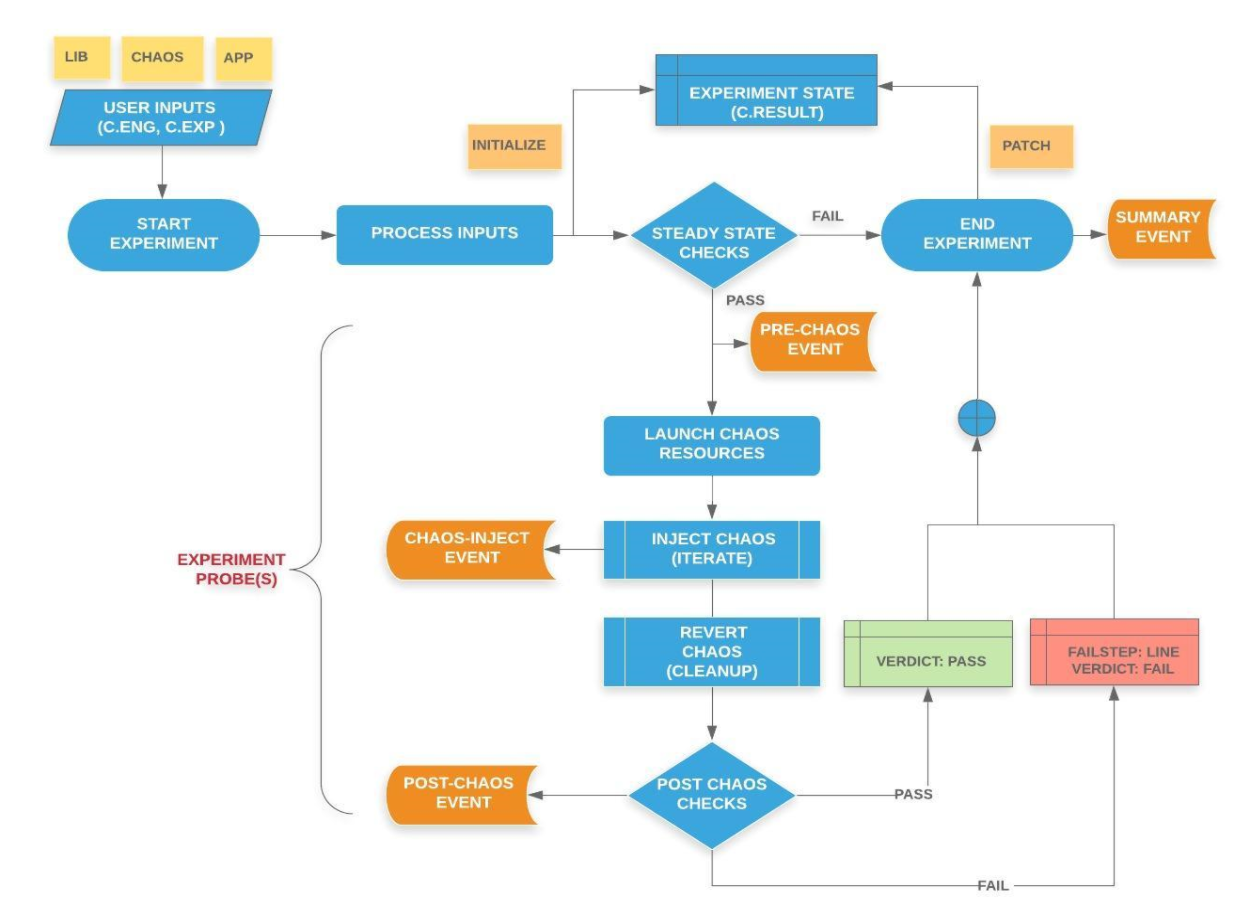 LIB
CHAOS
APP
USER INPUTS
(C.ENG, C.EXP )
EXPERIMENT STATE
(C.RESULT)
INITIALIZE
PATCH
START
EXPERIMENT
PROCESS INPUTS
STEADY STATE
CHECKS
FAIL
END
EXPERIMENT
SUMMARY
EVENT
PASS
PRE-CHAOS
EVENT
LAUNCH CHAOS
RESOURCES
CHAOS-INJECT
EVENT
INJECT CHAOS
(ITERATE)
EXPERIMENT
PROBE(S)
REVERT
CHAOS
(CLEANUP)
VERDICT: PASS
FAILSTEP: LINE
VERDICT: FAIL
POST-CHAOS
EVENT
POST CHAOS
CHECKS
PASS
FAIL